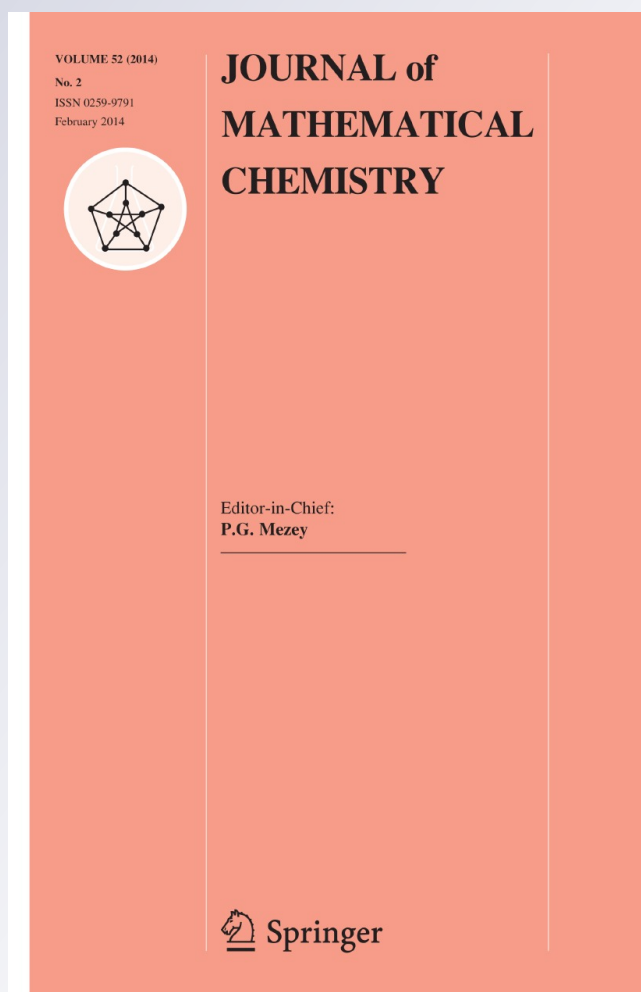 VOLUME 52 (2014)
No. 2
ISSN 0259-9791
February 2014
JOURNAL of
MATHEMATICAL
CHEMISTRY
Editor-in-Chief:
P.G. Mezey
Springer